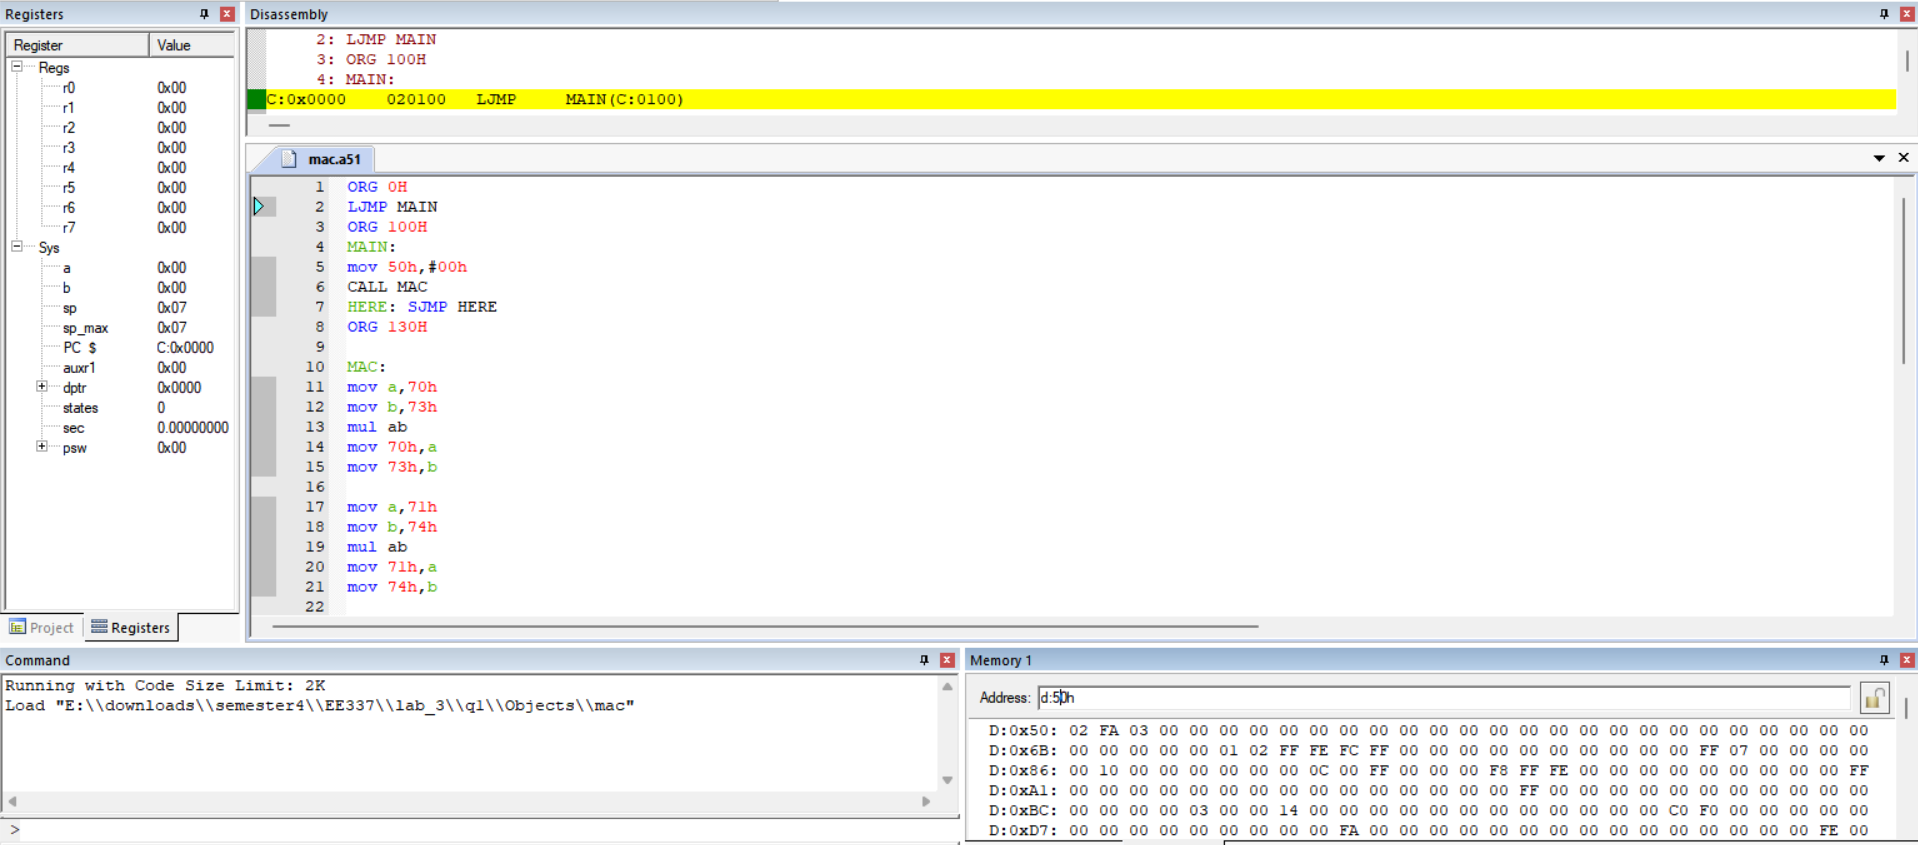 Registers
Register Value
Regs
r0 0x00
r1 0x00
r2 0x00
r3 0x00
r4 0x00
r5 0x00
r6 0x00
r7 0x00
Sys
a 0x00
b 0x00
sp 0x07
sp_max 0x07
PC $ C:0x0000
auxr1 0x00
dptr 0x0000
states 0
sec 0.00000000
psw 0x00
Project Registers
Disassembly
2: LJMP MAIN
3: ORG 100H
4: MAIN:
C:0x0000 020100 LJMP MAIN(C:0100)
mac.a51
1 ORG 0H
2 LJMP MAIN
3 ORG 100H
4 MAIN:
5 mov 50h,#00h
6 CALL MAC
7 HERE: SJMP HERE
8 ORG 130H
9
10 MAC:
11 mov a,70h
12 mov b,73h
13 mul ab
14 mov 70h,a
15 mov 73h,b
16
17 mov a,71h
18 mov b,74h
19 mul ab
20 mov 71h,a
21 mov 74h,b
22
Command
Running with Code Size Limit: 2K
Load "E:\\downloads\\semester4\\EE337\\lab_3\\q1\\Objects\\mac"
>
Memory 1
Address: d:50h
D:0x50: 02 FA 03 00 00 00 00 00 00 00 00 00 00 00 00 00 00 00 00 00 00 00 00 00 00 00 00
D:0x6B: 00 00 00 00 00 01 02 FF FE FC FF 00 00 00 00 00 00 00 00 00 00 FF 07 00 00 00 00
D:0x86: 00 10 00 00 00 00 00 00 0C 00 FF 00 00 00 F8 FF FE 00 00 00 00 00 00 00 00 00 FF
D:0xA1: 00 00 00 00 00 00 00 00 00 00 00 00 00 00 00 FF 00 00 00 00 00 00 00 00 00 00 00
D:0xBC: 00 00 00 00 03 00 00 14 00 00 00 00 00 00 00 00 00 00 00 00 C0 F0 00 00 00 00 00
D:0xD7: 00 00 00 00 00 00 00 00 00 FA 00 00 00 00 00 00 00 00 00 00 00 00 00 00 00 FE 00